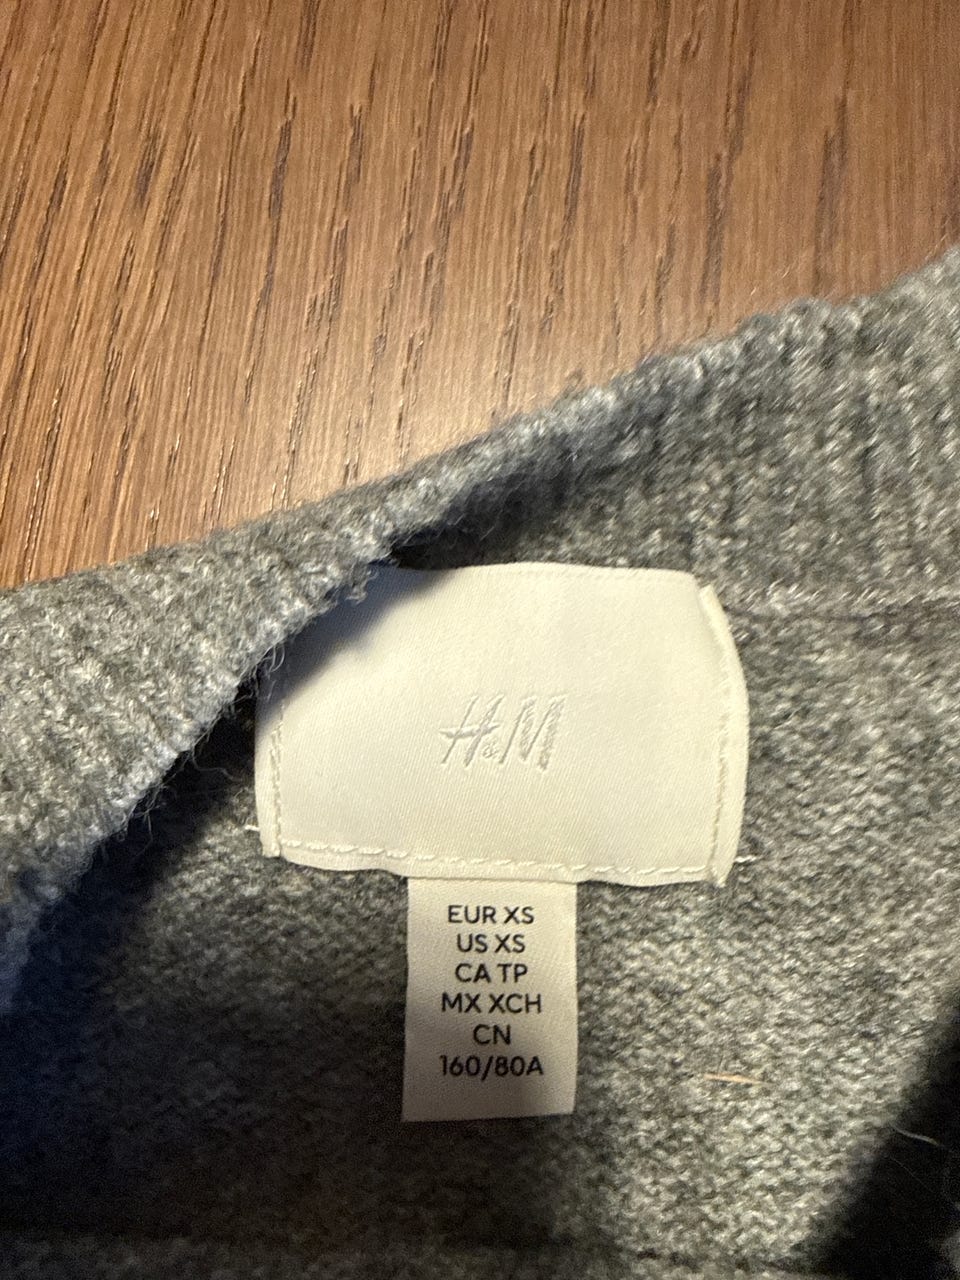 H&M
EUR XS
US XS
CA TP
MX XCH
CN
160/80A